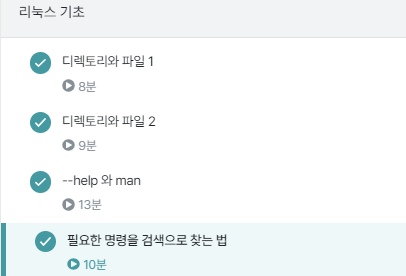 리눅스 기초
디렉토리와 파일 1
8분
디렉토리와 파일 2
9분
--help 와 man
13분
필요한 명령을 검색으로 찾는 법
10분